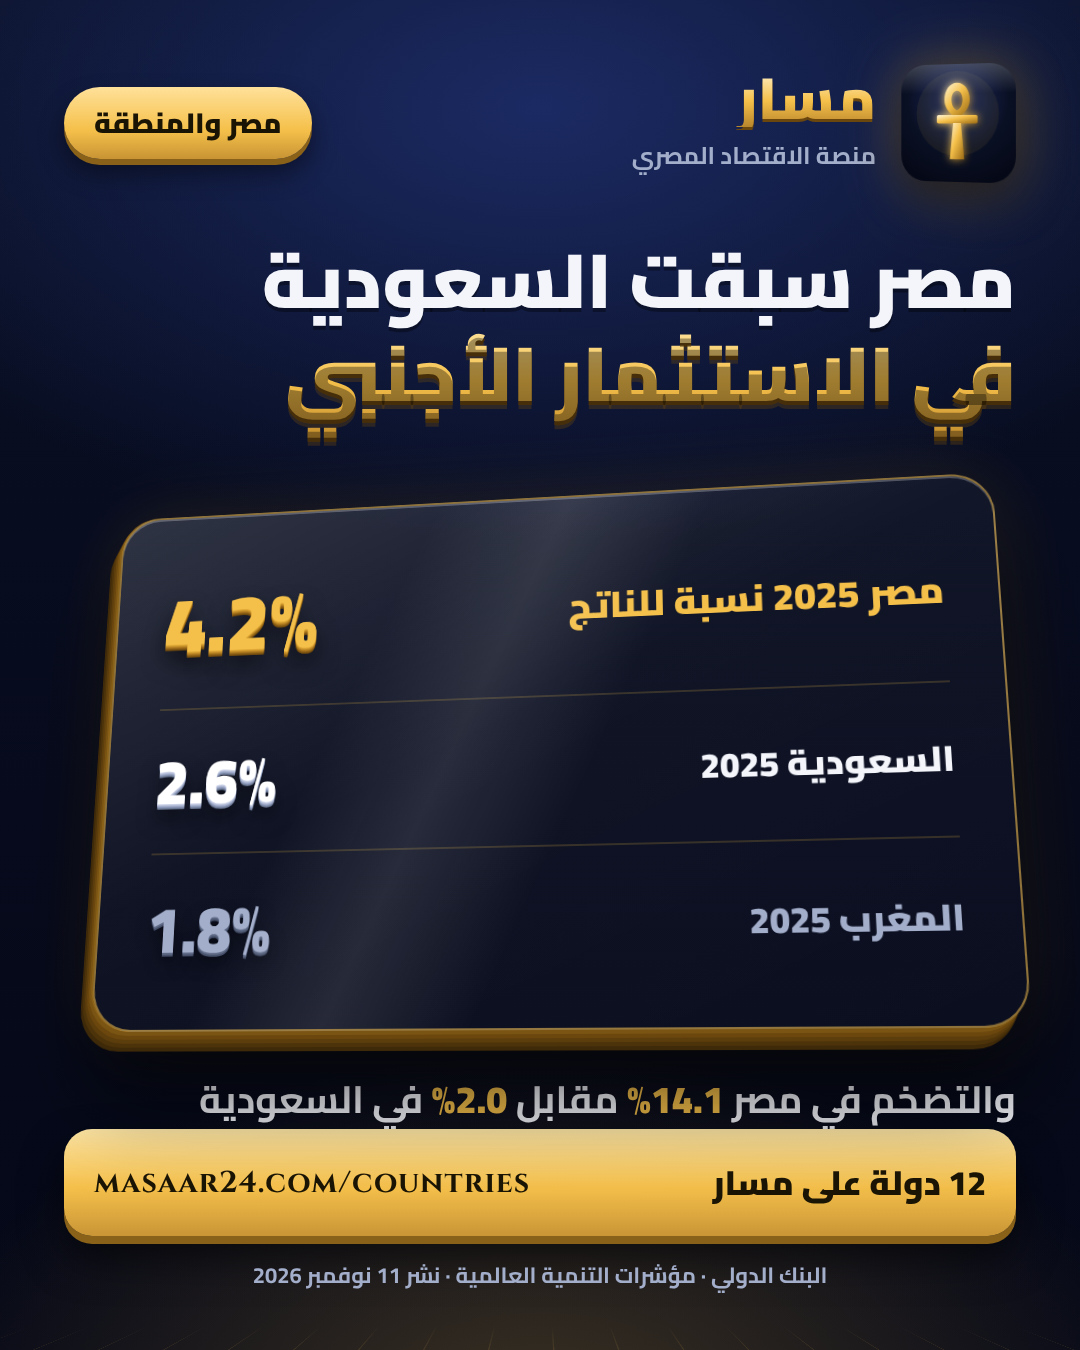 مسار
منصة الاقتصاد المصري
مصر والمنطقة
مصر سبقت السعودية
في الاستثمار الأجنبي
مصر 2025 نسبة للناتج 4.2%
السعودية 2025 2.6%
المغرب 2025 1.8%
والتضخم في مصر 14.1% مقابل 2.0% في السعودية
12 دولة على مسار MASAAR24.COM/COUNTRIES
البنك الدولي · مؤشرات التنمية العالمية · نشر 11 نوفمبر 2026